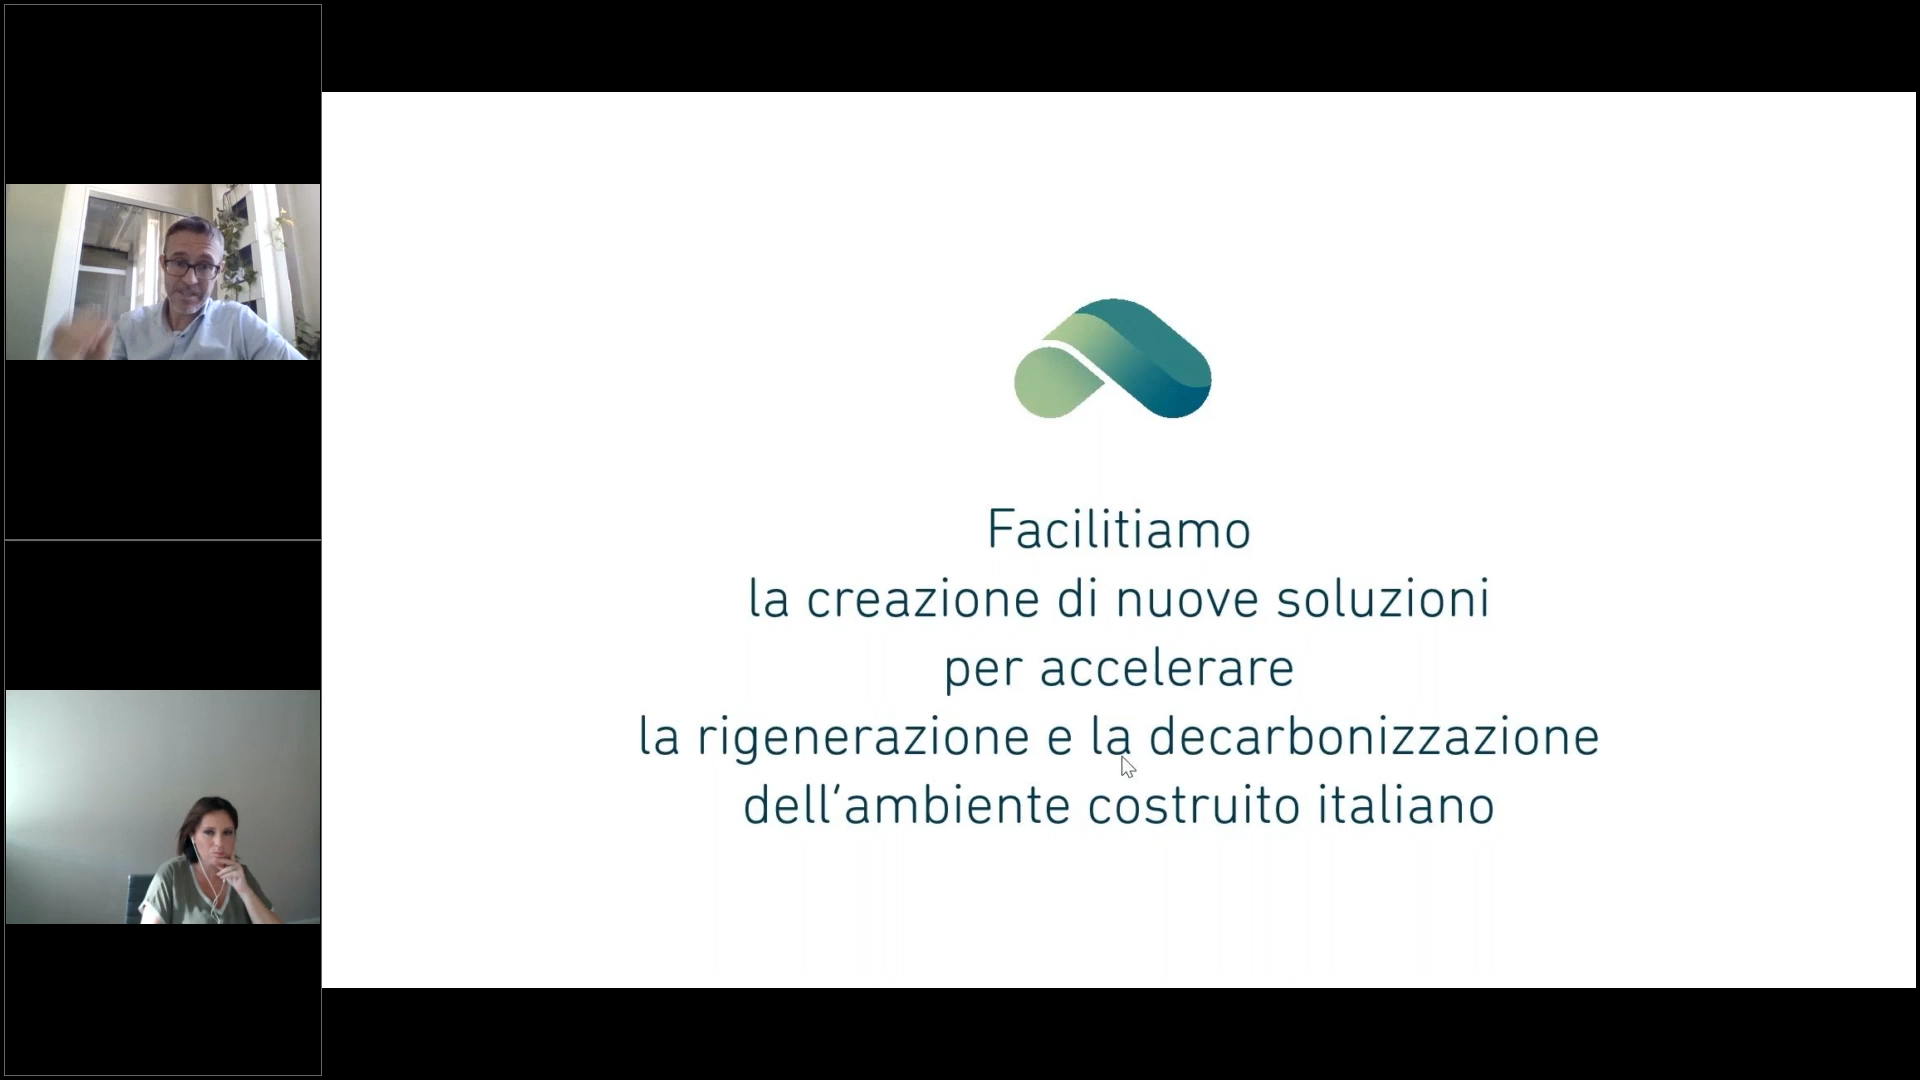 Facilitiamo
la creazione di nuove soluzioni
per accelerare
la rigenerazione e la decarbonizzazione
dell’ambiente costruito italiano